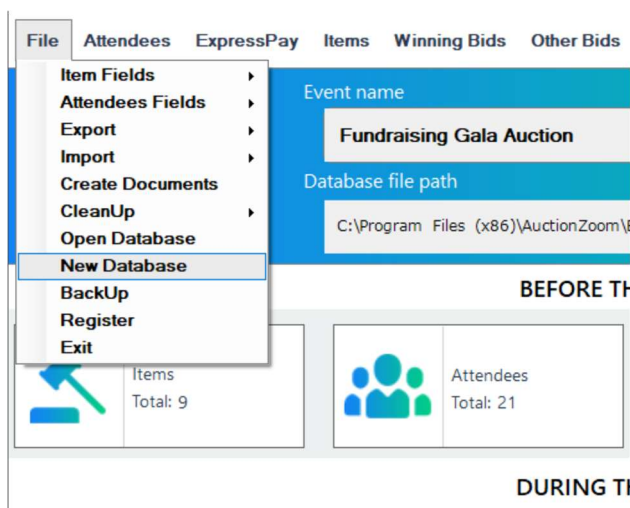 File Attendees ExpressPay Items Winning Bids Other Bids
Item Fields
Attendees Fields
Export
Import
Create Documents
CleanUp
Open Database
New Database
BackUp
Register
Exit
Event name
Fundraising Gala Auction
Database file path
C:\Program Files (x86)\AuctionZoom\
BEFORE
Items
Total: 9
Attendees
Total: 21
DURING